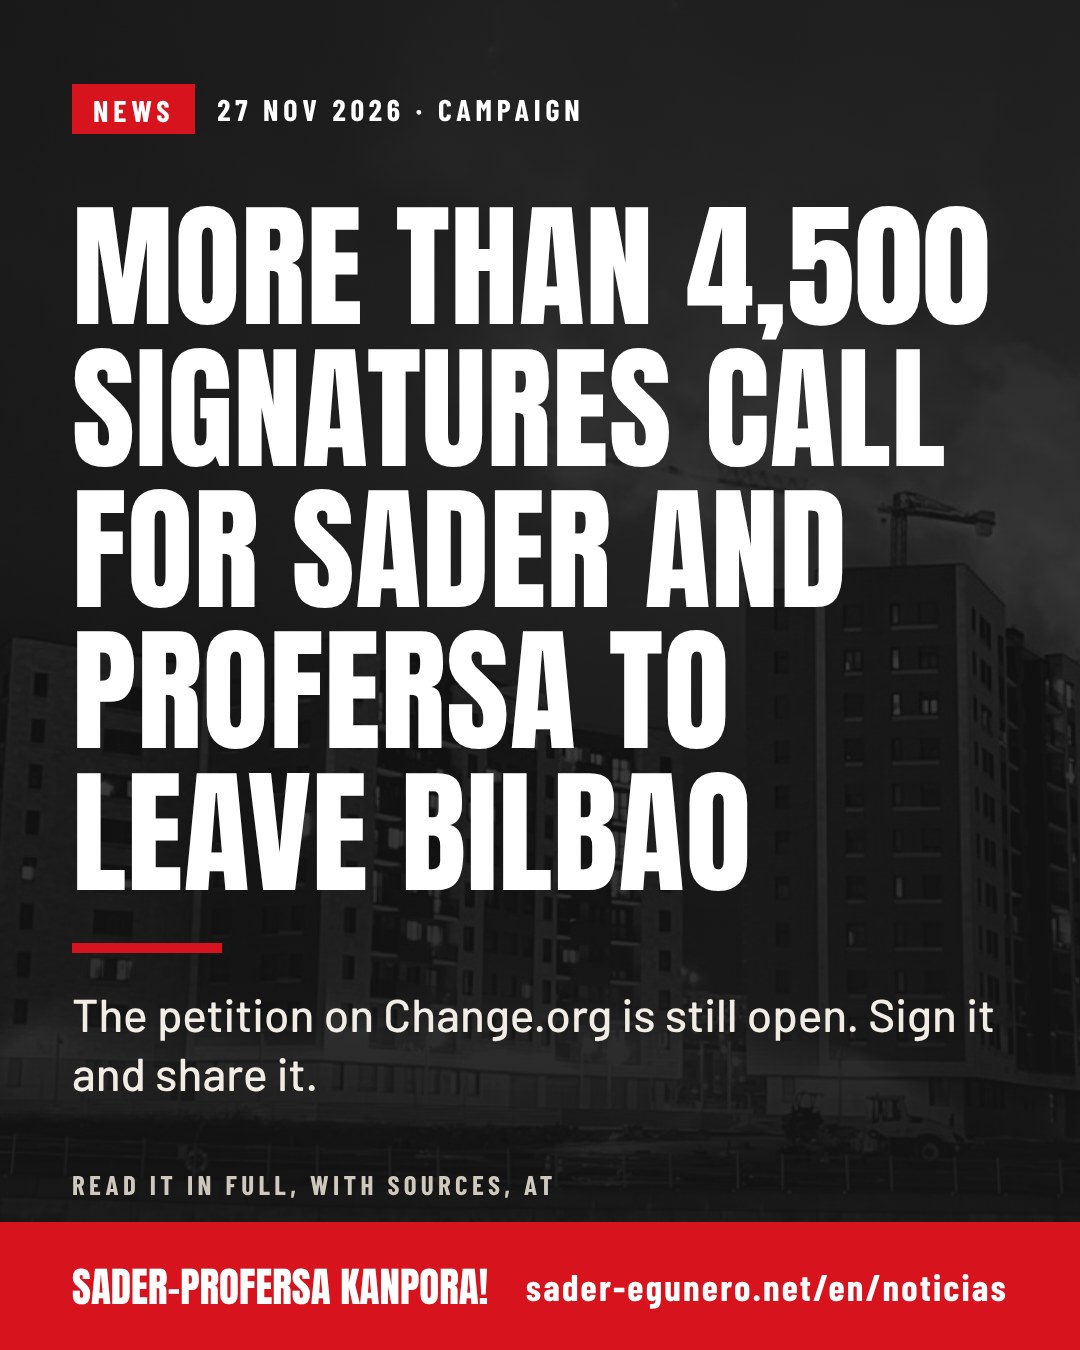 NEWS
27 NOV 2026 · CAMPAIGN
MORE THAN 4,500
SIGNATURES CALL
FOR SADER AND
PROFERSA TO
LEAVE BILBAO
The petition on Change.org is still open. Sign it
and share it.
READ IT IN FULL, WITH SOURCES, AT
SADER-PROFERSA KANPORA!
sader-egunero.net/en/noticias